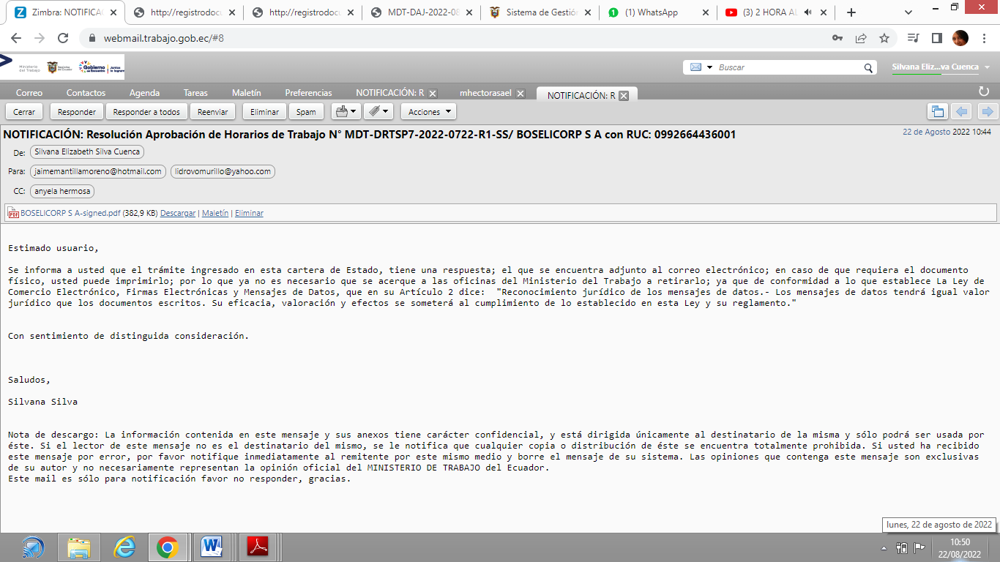 Zimbra: NOTIFICAC
http://registrodocu
http://registrodocu
MDT-DAJ-2022-08
Sistema de Gestión
(1) WhatsApp
(3) 2 HORA AL
webmail.trabajo.gob.ec/#8
Ministerio
del Trabajo
República
del Ecuador
Gobierno
del Encuentro
Juntos
lo logramos
Buscar
Silvana Eliz...va Cuenca
Correo
Contactos
Agenda
Tareas
Maletín
Preferencias
NOTIFICACIÓN: R
mhectorasael
NOTIFICACIÓN: R
Cerrar
Responder
Responder a todos
Reenviar
Eliminar
Spam
Acciones
NOTIFICACIÓN: Resolución Aprobación de Horarios de Trabajo N° MDT-DRTSP7-2022-0722-R1-SS/ BOSELICORP S A con RUC: 0992664436001
22 de Agosto 2022 10:44
De: Silvana Elizabeth Silva Cuenca
Para: jaimemantillamoreno@hotmail.com lidrovomurillo@yahoo.com
CC: anyela hermosa
PDF BOSELICORP S A-signed.pdf (382,9 KB) Descargar | Maletín | Eliminar
Estimado usuario,
Se informa a usted que el trámite ingresado en esta cartera de Estado, tiene una respuesta; el que se encuentra adjunto al correo electrónico; en caso de que requiera el documento
físico, usted puede imprimirlo; por lo que ya no es necesario que se acerque a las oficinas del Ministerio del Trabajo a retirarlo; ya que de conformidad a lo que establece La Ley de
Comercio Electrónico, Firmas Electrónicas y Mensajes de Datos, que en su Artículo 2 dice:  "Reconocimiento jurídico de los mensajes de datos.- Los mensajes de datos tendrá igual valor
jurídico que los documentos escritos. Su eficacia, valoración y efectos se someterá al cumplimiento de lo establecido en esta Ley y su reglamento."
Con sentimiento de distinguida consideración.
Saludos,
Silvana Silva
Nota de descargo: La información contenida en este mensaje y sus anexos tiene carácter confidencial, y está dirigida únicamente al destinatario de la misma y sólo podrá ser usada por
éste. Si el lector de este mensaje no es el destinatario del mismo, se le notifica que cualquier copia o distribución de éste se encuentra totalmente prohibida. Si usted ha recibido
este mensaje por error, por favor notifique inmediatamente al remitente por este mismo medio y borre el mensaje de su sistema. Las opiniones que contenga este mensaje son exclusivas
de su autor y no necesariamente representan la opinión oficial del MINISTERIO DE TRABAJO del Ecuador.
Este mail es sólo para notificación favor no responder, gracias.
lunes, 22 de agosto de 2022
10:50
22/08/2022